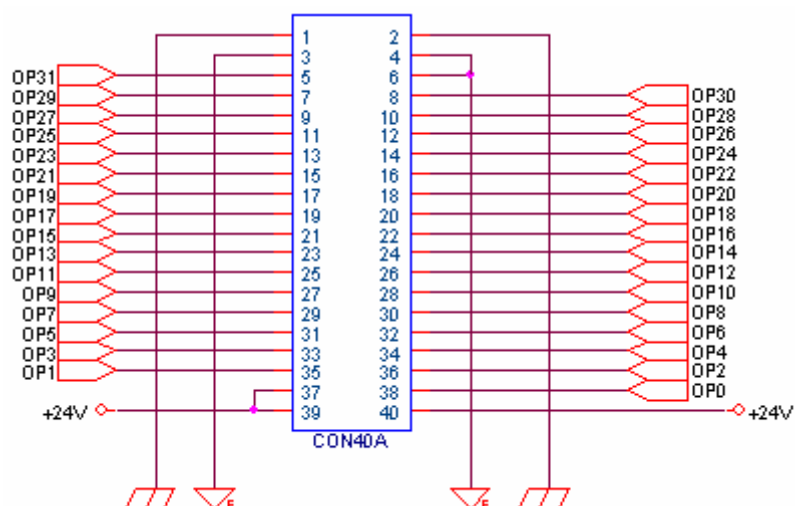 1 2
3 4
OP31 5 6
OP29 7 8 OP30
OP27 9 10 OP28
OP25 11 12 OP26
OP23 13 14 OP24
OP21 15 16 OP22
OP19 17 18 OP20
OP17 19 20 OP18
OP15 21 22 OP16
OP13 23 24 OP14
OP11 25 26 OP12
OP9 27 28 OP10
OP7 29 30 OP8
OP5 31 32 OP6
OP3 33 34 OP4
OP1 35 36 OP2
37 38 OP0
+24V 39 40 +24V
CON40A